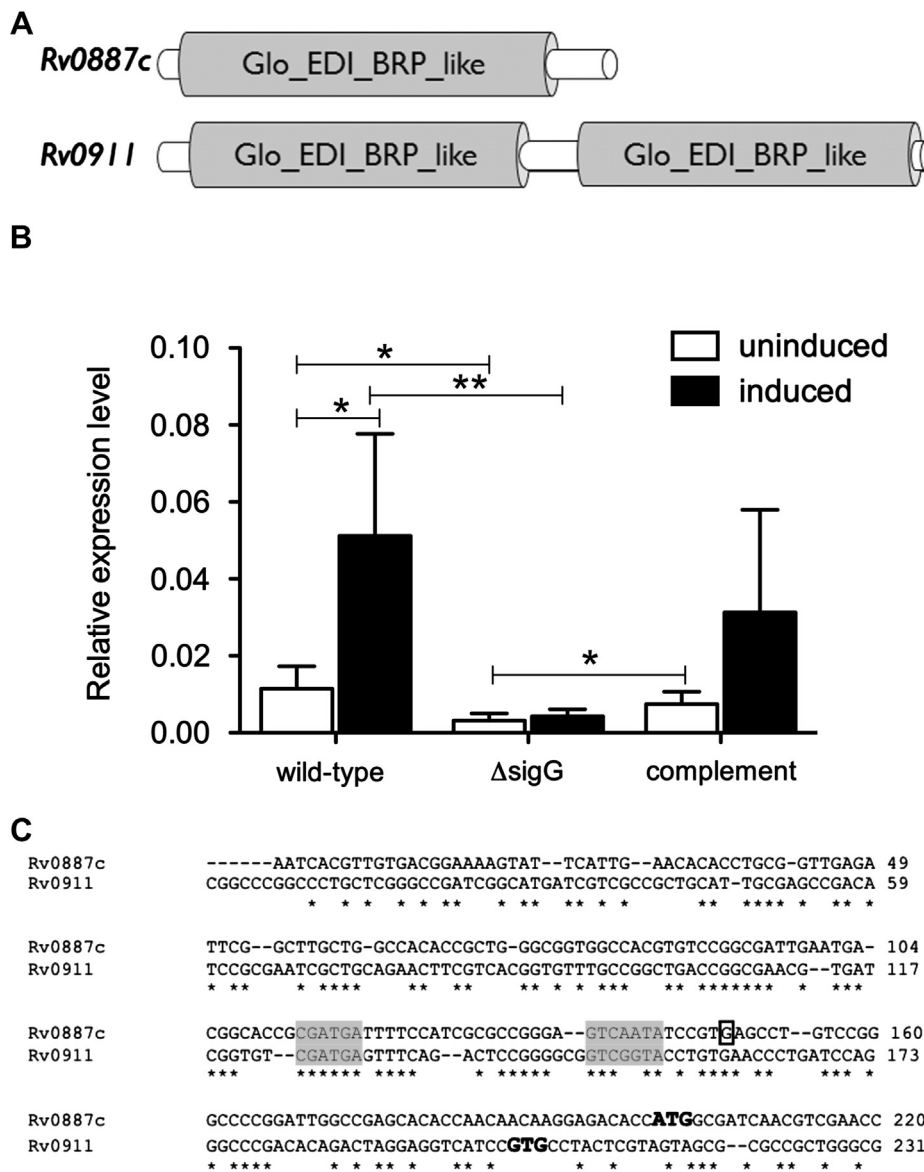 A
Rv0887c Glo_EDI_BRP_like
Rv0911 Glo_EDI_BRP_like Glo_EDI_BRP_like
B
Relative expression level
0.10
0.08
0.06
0.04
0.02
0.00
* ** * *
uninduced
induced
wild-type ΔsigG complement
C
Rv0887c ------AATCACGTTGTGACGGAAAAGTAT--TCATTG--AACACACCTGCG-GTTGAGA 49
Rv0911 CGGCCCGGCCCTGCTCGGGCCGATCGGCATGATCGTCGCCGCTGCAT-TGCGAGCCGACA 59
* * * * * ** ** * * ** **** * ** *
Rv0887c TTCG--GCTTGCTG-GCCACACCGCTG-GGCGGTGGCCACGTGTCCGGCGATTGAATGA- 104
Rv0911 TCCGCGAATCGCTGCAGAACTTCGTCACGGTGTTTGCCGGCTGACCGGCGAACG--TGAT 117
* ** * **** ** ** ** * * *** ** ******* * **
Rv0887c CGGCACCGCGATGATTTTCCATCGCGCCGGGA--GTCAATATCCGTGAGCCT--GTCCGG 160
Rv0911 CGGTGT--CGATGAGTTTCAG--ACTCCGGGGCGGTCGGTACCTGTGAACCCTGATCCAG 173
*** ****** **** * ***** *** ** * **** ** *** *
Rv0887c GCCCCGGATTGGCCGAGCACACCAACAACAAGGAGACACCATGGCGATCAACGTCGAACC 220
Rv0911 GGCCCGACACAGACTAGGAGGTCATCCGTGCCTACTCGTAGTAGCG--CGCCGCTGGGCG 231
* **** * * ** * ** * * * * *** * ** * *